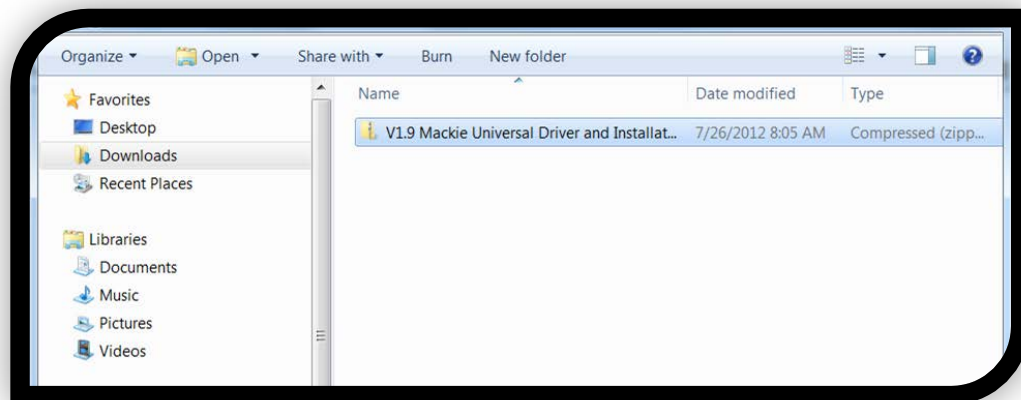 Organize Open Share with Burn New folder
Favorites
Desktop
Downloads
Recent Places
Libraries
Documents
Music
Pictures
Videos
Name Date modified Type
V1.9 Mackie Universal Driver and Installat... 7/26/2012 8:05 AM Compressed (zipp...